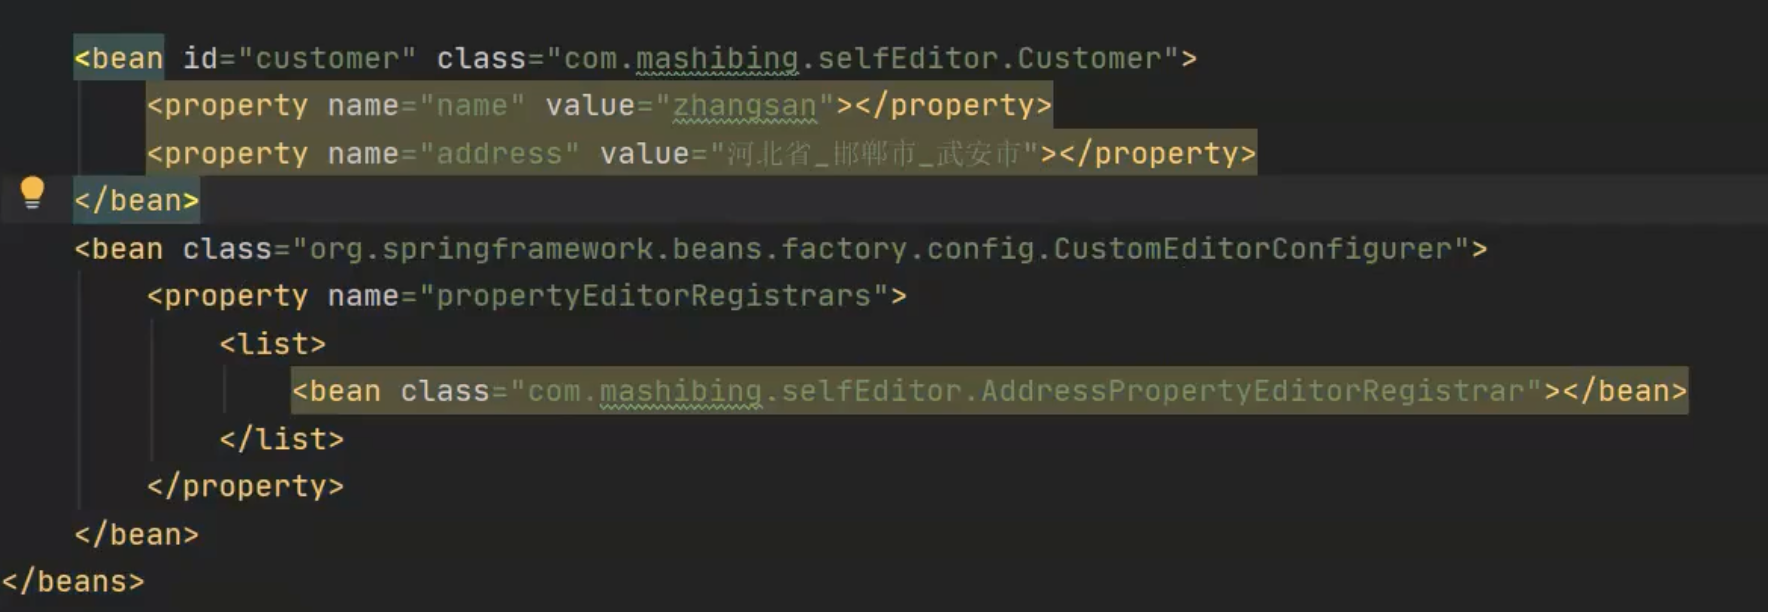 <bean id="customer" class="com.mashibing.selfEditor.Customer">
<property name="name" value="zhangsan"></property>
<property name="address" value="河北省_邯郸市_武安市"></property>
</bean>
<bean class="org.springframework.beans.factory.config.CustomEditorConfigurer">
<property name="propertyEditorRegistrars">
<list>
<bean class="com.mashibing.selfEditor.AddressPropertyEditorRegistrar"></bean>
</list>
</property>
</bean>
</beans>